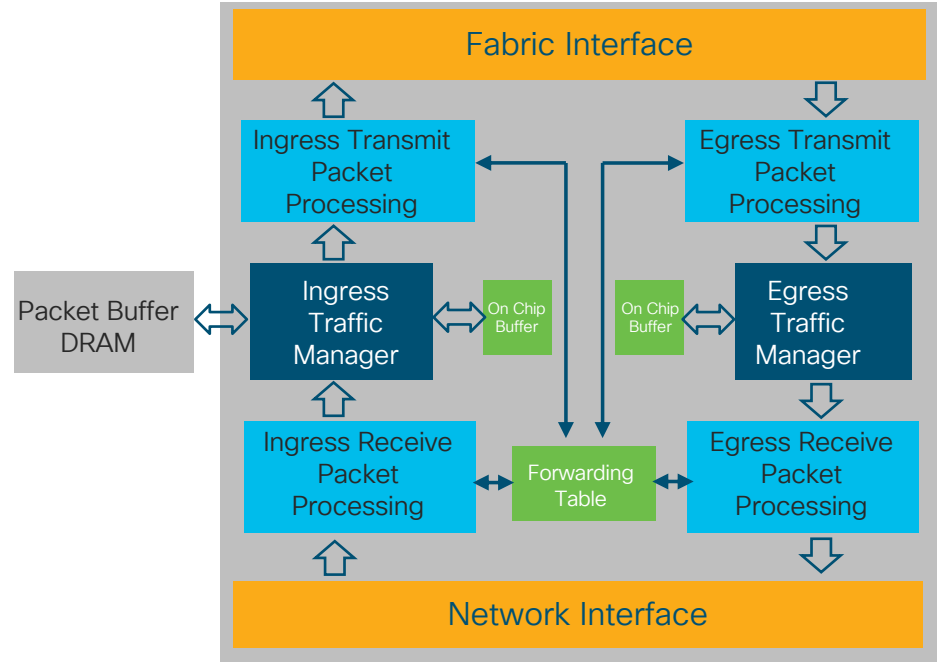 Fabric Interface
Ingress Transmit
Packet
Processing
Egress Transmit
Packet
Processing
Packet Buffer
DRAM
Ingress
Traffic
Manager
On Chip
Buffer
On Chip
Buffer
Egress
Traffic
Manager
Ingress Receive
Packet
Processing
Forwarding
Table
Egress Receive
Packet
Processing
Network Interface